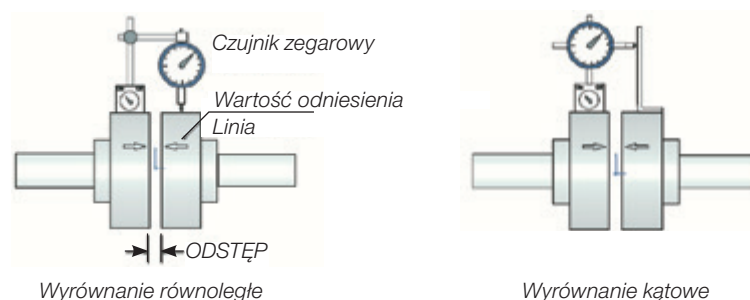 Czujnik zegarowy
Wartość odniesienia
Linia
ODSTĘP
Wyrównanie równoległe
Wyrównanie kątowe